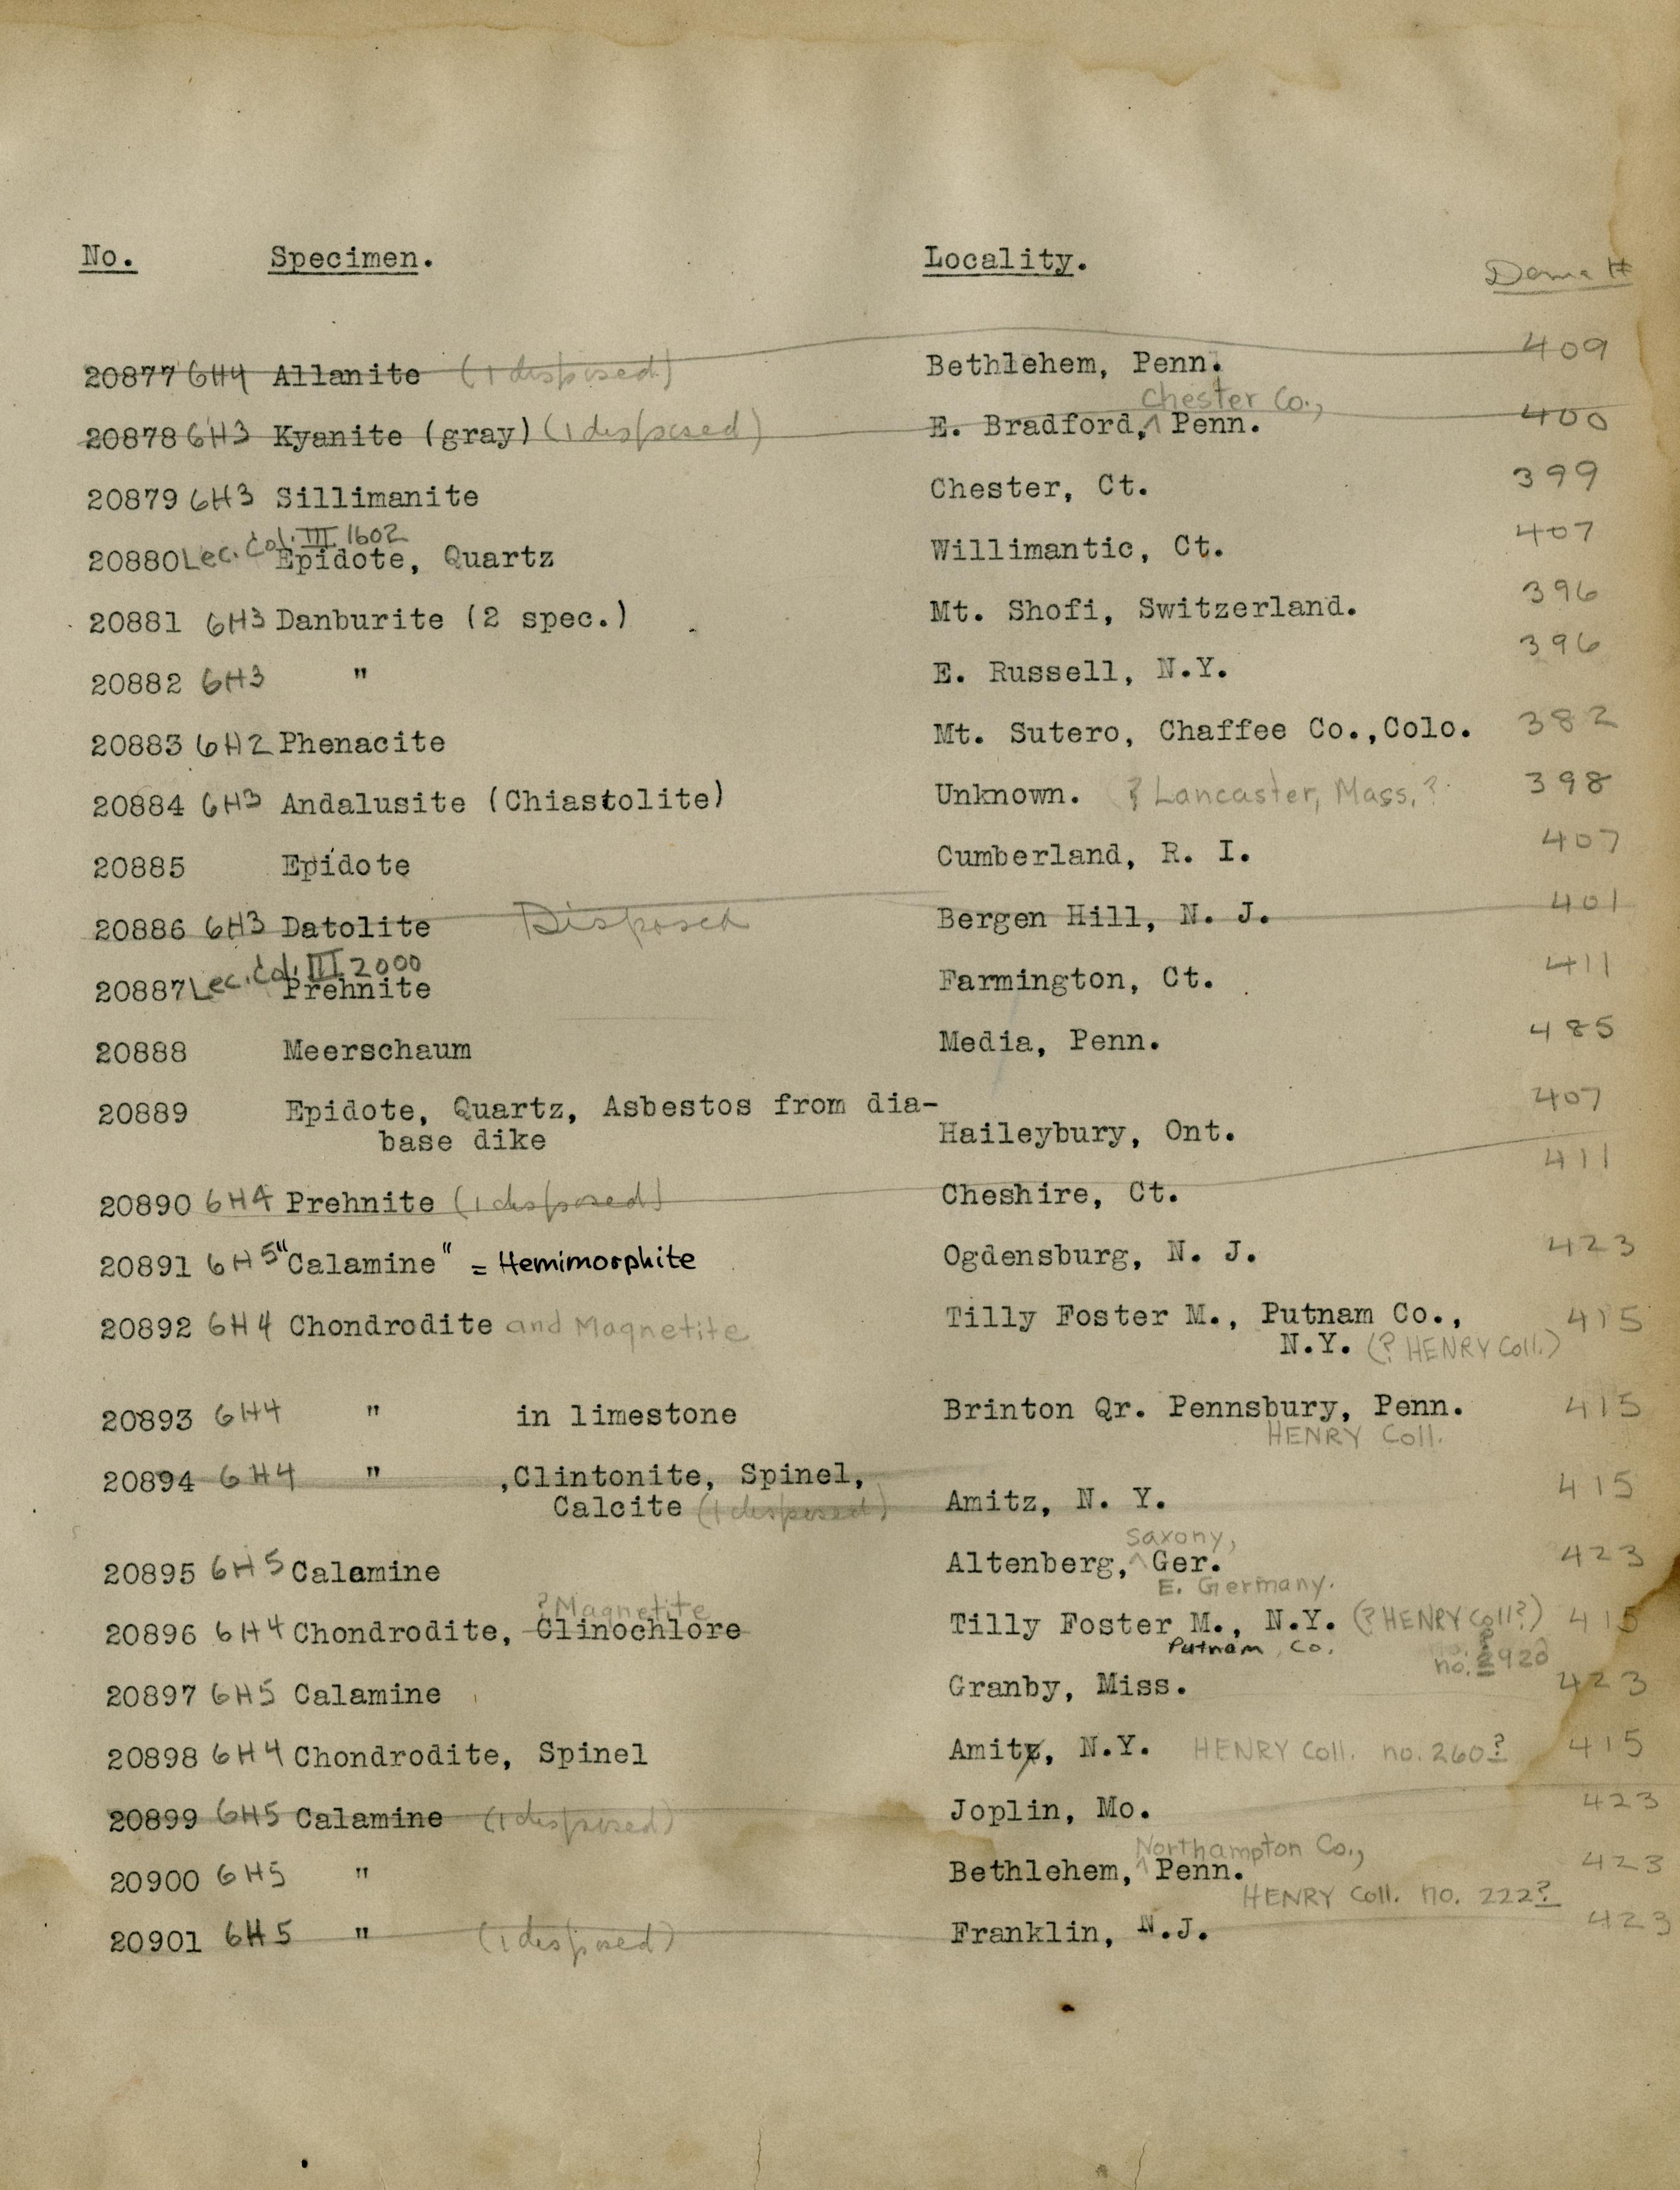 No. Specimen. Locality. Dana #
20877 6H4 Allanite (1 disposed) Bethlehem, Penn. 409
Chester Co.,
20878 6H3 Kyanite (gray) (1 disposed) E. Bradford,^ Penn. 400
20879 6H3 Sillimanite Chester, Ct. 399
Lec. Col. III 1602
20880 Epidote, Quartz Willimantic, Ct. 407
20881 6H3 Danburite (2 spec.) Mt. Shofi, Switzerland. 396
20882 6H3 " E. Russell, N.Y. 396
20883 6H2 Phenacite Mt. Sutero, Chaffee Co.,Colo. 382
20884 6H3 Andalusite (Chiastolite) Unknown. (? Lancaster, Mass.? 398
20885 Epidote Cumberland, R. I. 407
20886 6H3 Datolite Disposed Bergen Hill, N. J. 401
Lec. Col. III 2000
20887 Prehnite Farmington, Ct. 411
20888 Meerschaum Media, Penn. 485
20889 Epidote, Quartz, Asbestos from dia- 407
base dike Haileybury, Ont.
20890 6H4 Prehnite (1 disposed) Cheshire, Ct. 411
20891 6H5 "Calamine" = Hemimorphite Ogdensburg, N. J. 423
20892 6H4 Chondrodite and Magnetite Tilly Foster M., Putnam Co., 415
N.Y. (? HENRY Coll.)
20893 6H4 " in limestone Brinton Qr. Pennsbury, Penn. 415
HENRY Coll.
20894 6H4 " ,Clintonite, Spinel,
Calcite (1 disposed) Amitz, N. Y. 415
Saxony,
20895 6H5 Calamine Altenberg,^ Ger. 423
E. Germany.
? Magnetite
20896 6H4 Chondrodite, Clinochlore Tilly Foster M., N.Y. (? HENRY Coll?) 415
Putnam, Co. no.
20897 6H5 Calamine Granby, Miss. 423
20898 6H4 Chondrodite, Spinel Amitz, N.Y. HENRY Coll. no. 260? 415
20899 6H5 Calamine (1 disposed) Joplin, Mo. 423
Northampton Co.,
20900 6H5 " Bethlehem,^ Penn. 423
HENRY Coll. no. 222?
20901 6H5 " (1 disposed) Franklin, N.J. 423